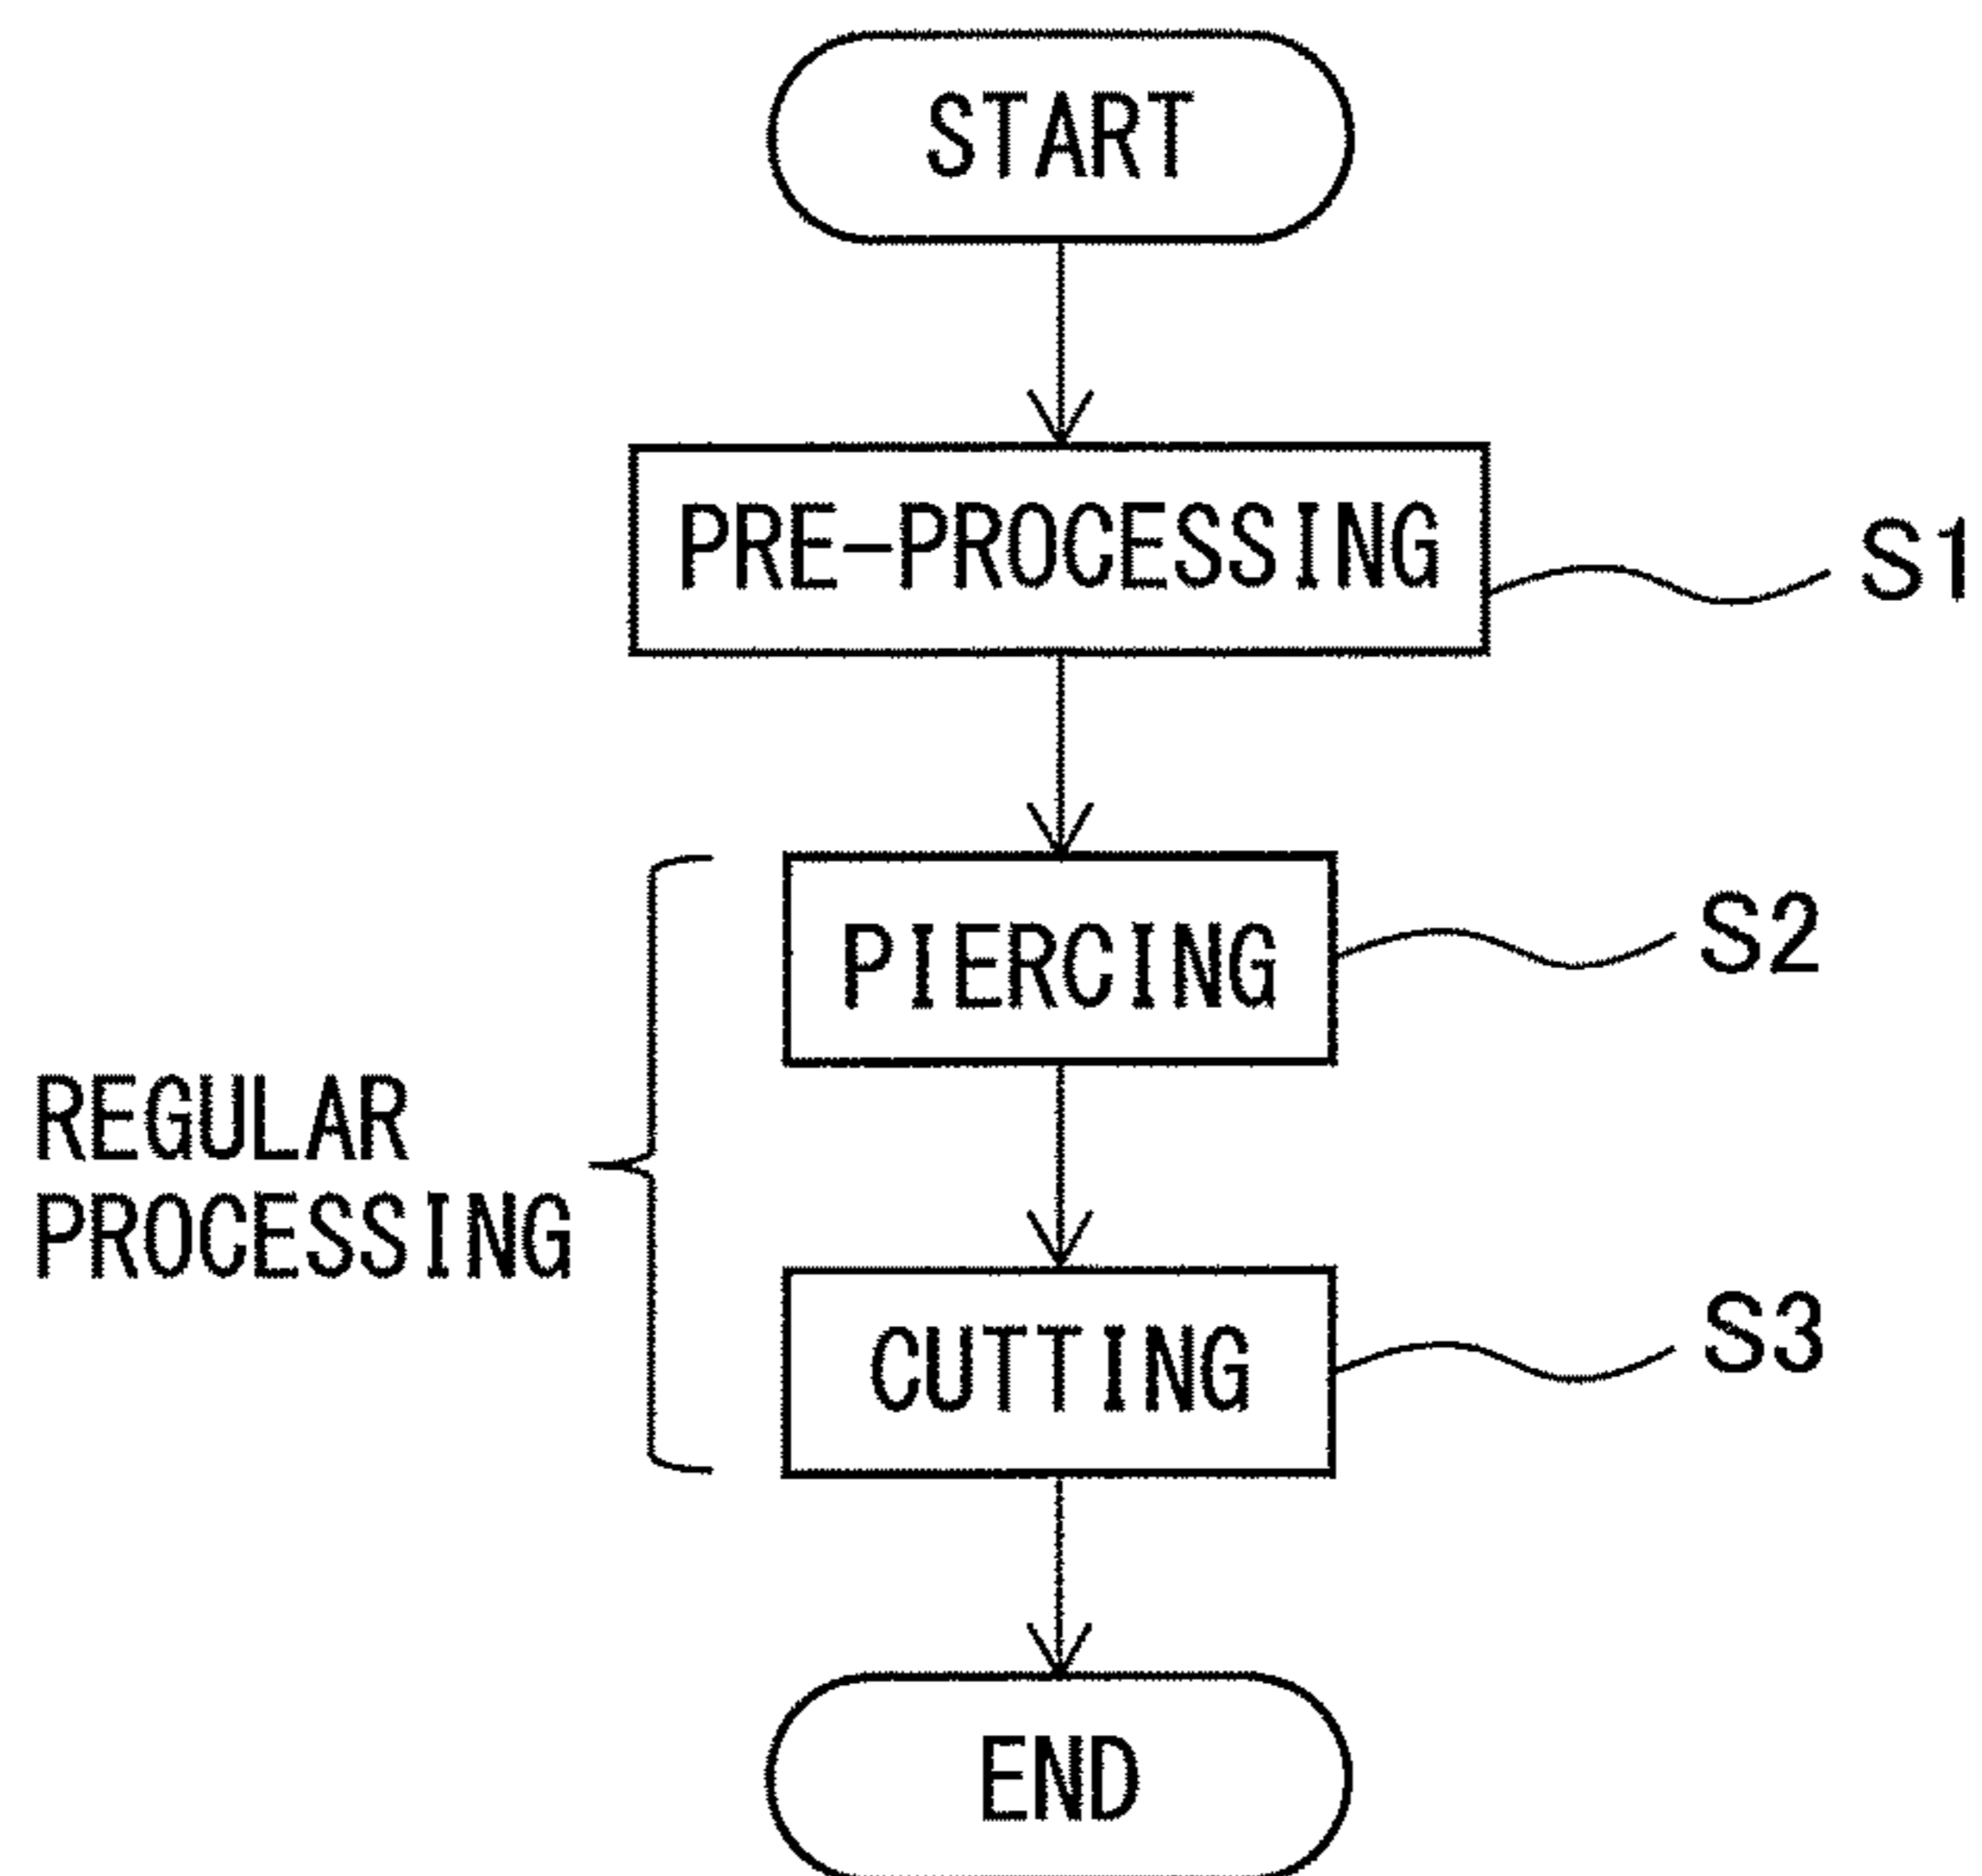 START
PRE-PROCESSING
S1
PIERCING
S2
REGULAR
PROCESSING
CUTTING
S3
END